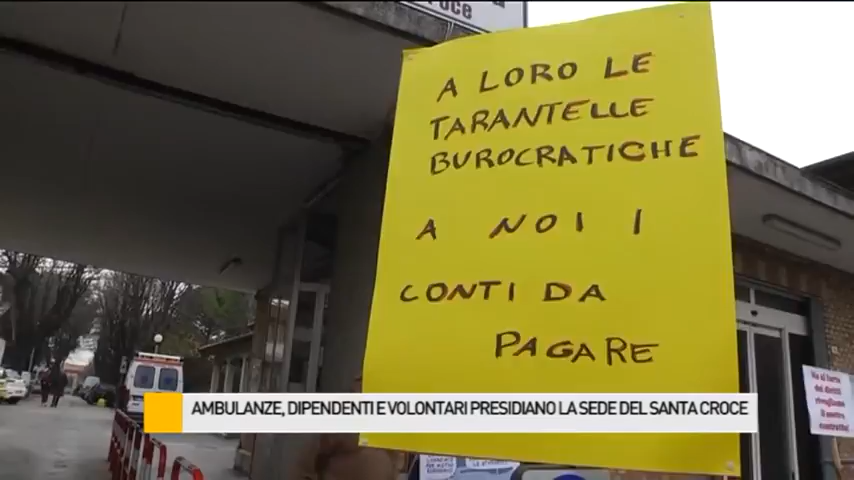 A LORO LE
TARANTELLE
BUROCRATICHE
A NOI I
CONTI DA
PAGARE
AMBULANZE, DIPENDENTI E VOLONTARI PRESIDIANO LA SEDE DEL SANTA CROCE